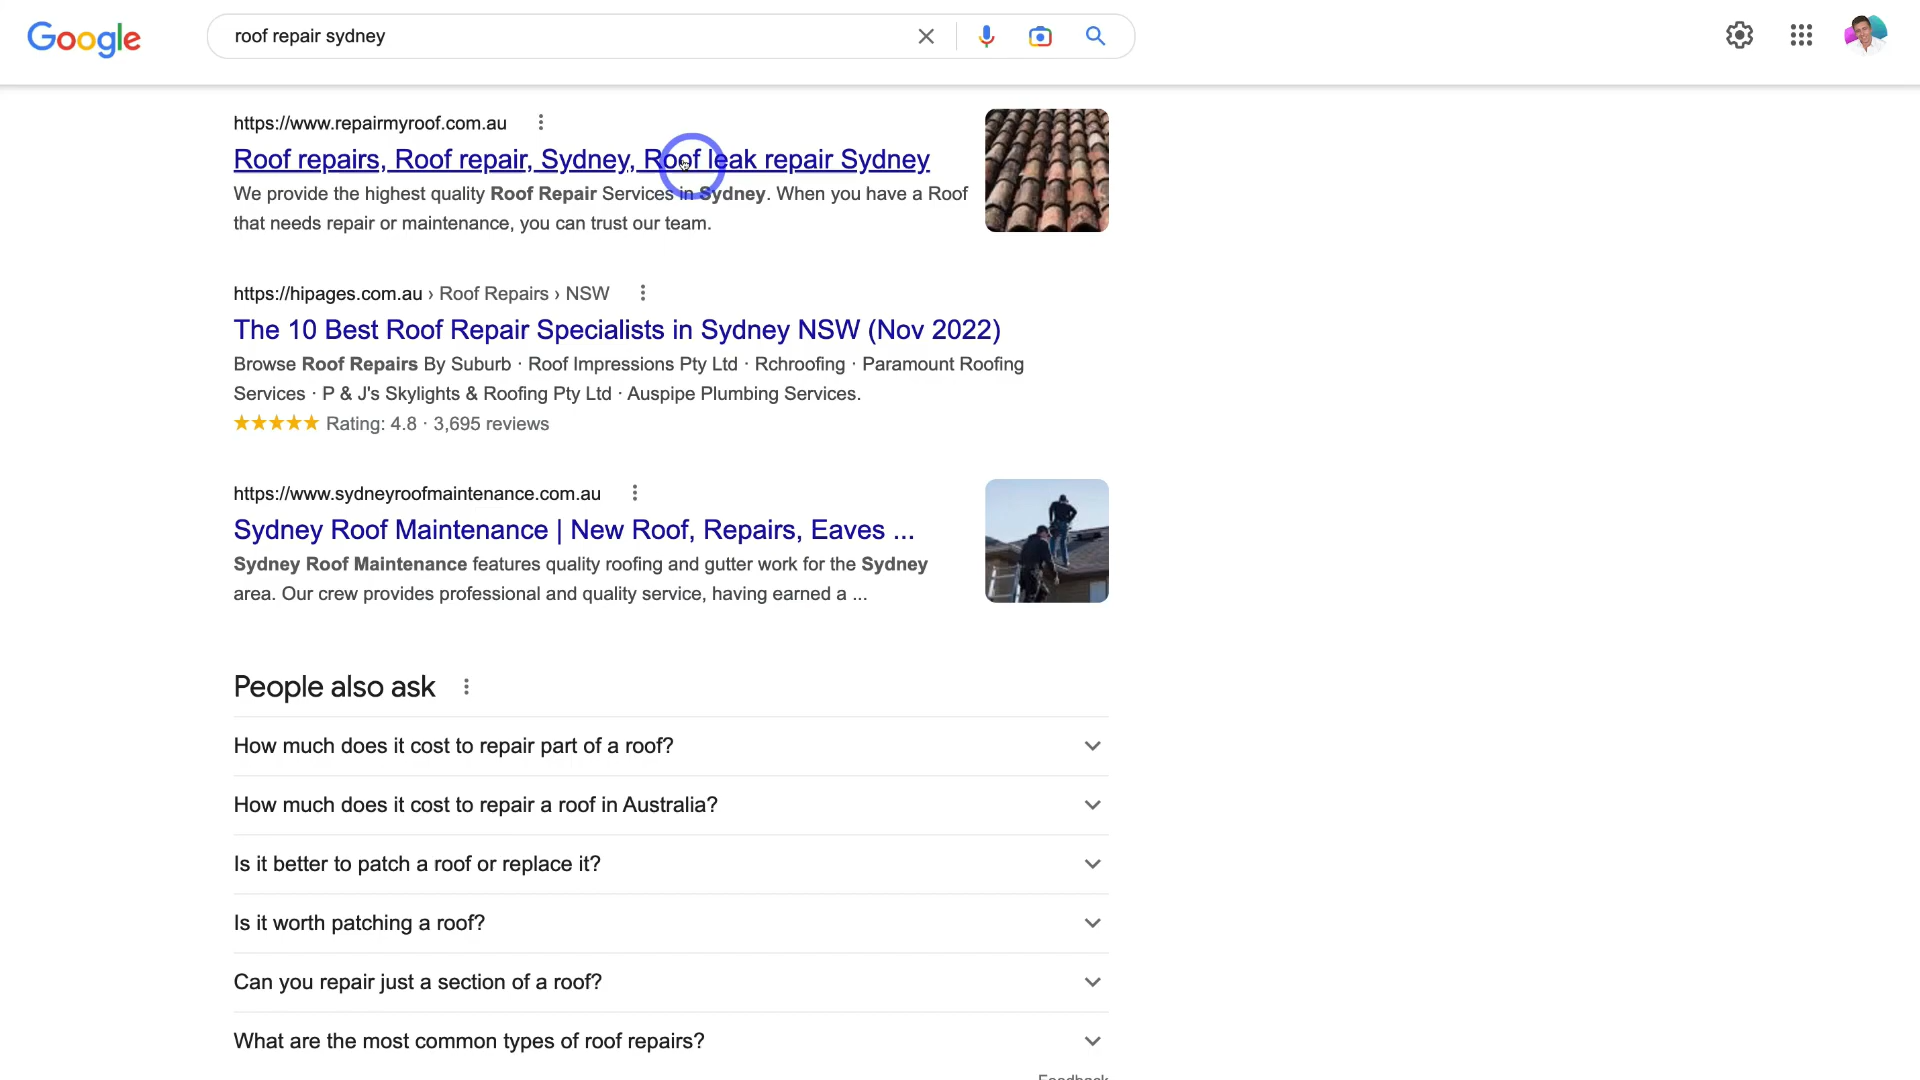 Google
roof repair sydney
https://www.repairmyroof.com.au
Roof repairs, Roof repair, Sydney, Roof leak repair Sydney
We provide the highest quality Roof Repair Services in Sydney. When you have a Roof
that needs repair or maintenance, you can trust our team.
https://hipages.com.au › Roof Repairs › NSW
The 10 Best Roof Repair Specialists in Sydney NSW (Nov 2022)
Browse Roof Repairs By Suburb · Roof Impressions Pty Ltd · Rchroofing · Paramount Roofing
Services · P & J's Skylights & Roofing Pty Ltd · Auspipe Plumbing Services.
★★★★★ Rating: 4.8 · 3,695 reviews
https://www.sydneyroofmaintenance.com.au
Sydney Roof Maintenance | New Roof, Repairs, Eaves ...
Sydney Roof Maintenance features quality roofing and gutter work for the Sydney
area. Our crew provides professional and quality service, having earned a ...
People also ask
How much does it cost to repair part of a roof?
How much does it cost to repair a roof in Australia?
Is it better to patch a roof or replace it?
Is it worth patching a roof?
Can you repair just a section of a roof?
What are the most common types of roof repairs?
Feedback